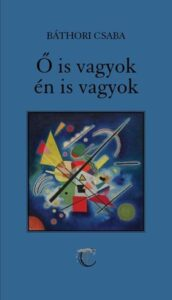 BÁTHORI CSABA
Ő is vagyok
én is vagyok